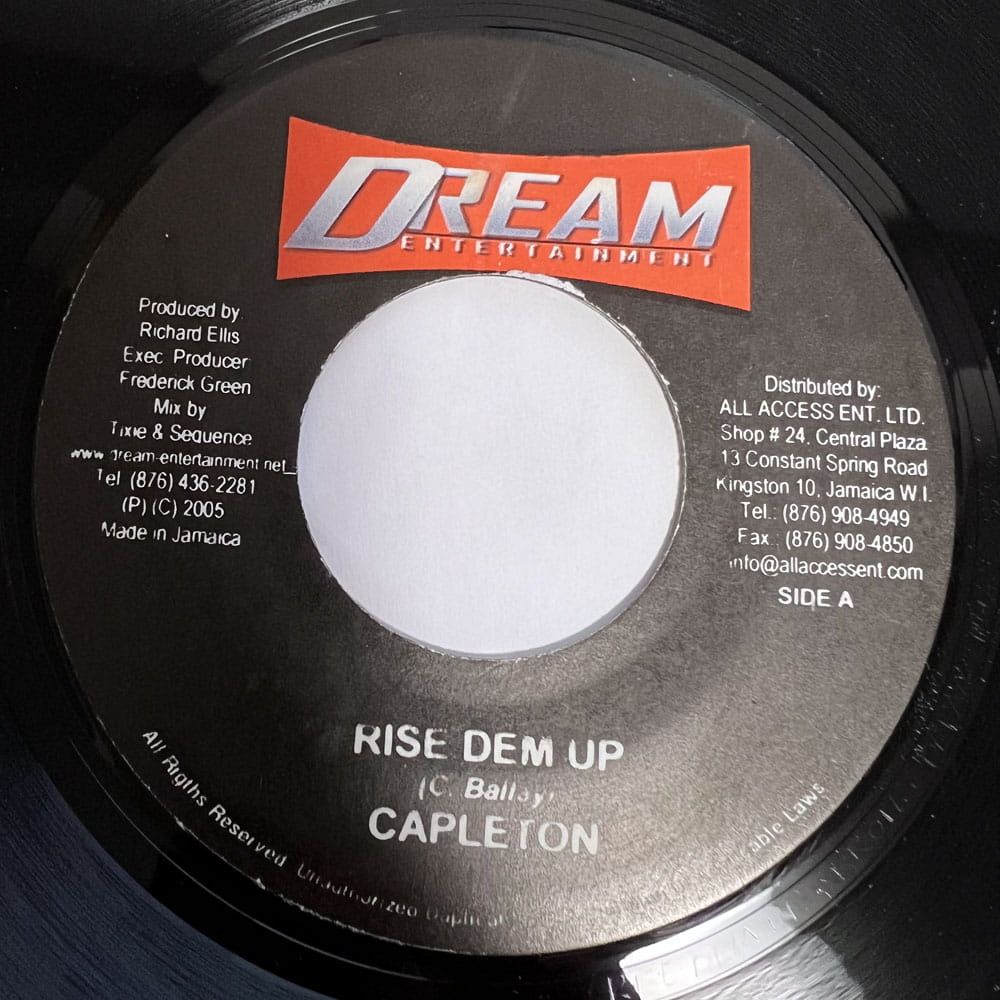 DREAM
ENTERTAINMENT
Produced by
Richard Ellis
Exec Producer
Frederick Green
Mix by
Tixie & Sequence
www dream-entertainment net
Tel (876) 436-2281
(P) (C) 2005
Made in Jamaica
Distributed by:
ALL ACCESS ENT. LTD.
Shop # 24, Central Plaza
13 Constant Spring Road
Kingston 10, Jamaica W.I.
Tel.: (876) 908-4949
Fax.: (876) 908-4850
info@allaccessent.com
SIDE A
RISE DEM UP
(C.
CAPLETON
All Rigths Reserved Unauthorized
Laws